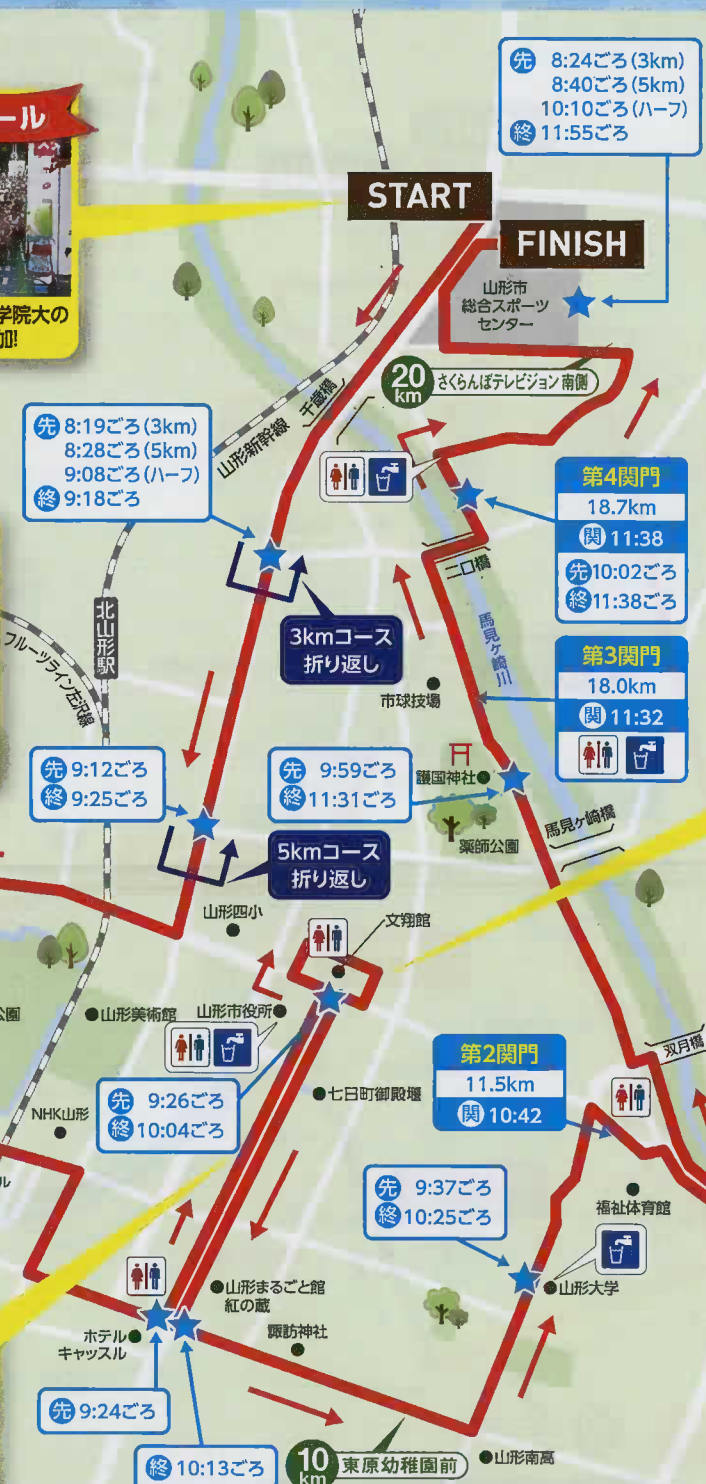 先 8:24ごろ(3km)
8:40ごろ(5km)
10:10ごろ(ハーフ)
終 11:55ごろ
ール
START
FINISH
学院大の
加!
山形市
総合スポーツ
センター
20
km
さくらんぼテレビジョン南側
千歳橋
山形新幹線
先 8:19ごろ(3km)
8:28ごろ(5km)
9:08ごろ(ハーフ)
終 9:18ごろ
第4関門
18.7km
関 11:38
先 10:02ごろ
終 11:38ごろ
二口橋
馬見ヶ崎川
北山形駅
フルーツライン左沢線
3kmコース
折り返し
市球技場
第3関門
18.0km
関 11:32
先 9:12ごろ
終 9:25ごろ
先 9:59ごろ
終 11:31ごろ
護国神社
薬師公園
馬見ヶ崎橋
5kmコース
折り返し
山形四小
文翔館
公園
山形美術館
山形市役所
双月橋
第2関門
11.5km
関 10:42
先 9:26ごろ
終 10:04ごろ
七日町御殿堰
NHK山形
ル
先 9:37ごろ
終 10:25ごろ
福祉体育館
山形大学
山形まるごと館
紅の蔵
諏訪神社
ホテル
キャッスル
先 9:24ごろ
終 10:13ごろ
10
km
東原幼稚園前
山形南高